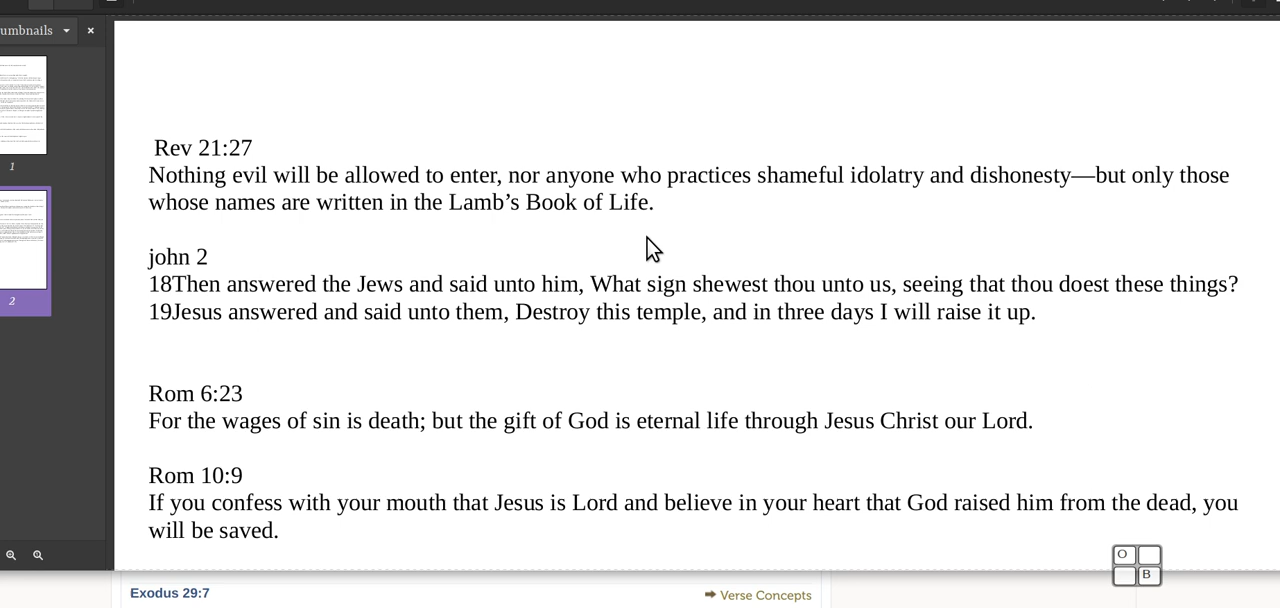 umbnails
1
2
Rev 21:27
Nothing evil will be allowed to enter, nor anyone who practices shameful idolatry and dishonesty—but only those
whose names are written in the Lamb’s Book of Life.
john 2
18Then answered the Jews and said unto him, What sign shewest thou unto us, seeing that thou doest these things?
19Jesus answered and said unto them, Destroy this temple, and in three days I will raise it up.
Rom 6:23
For the wages of sin is death; but the gift of God is eternal life through Jesus Christ our Lord.
Rom 10:9
If you confess with your mouth that Jesus is Lord and believe in your heart that God raised him from the dead, you
will be saved.
O
B
Exodus 29:7
Verse Concepts